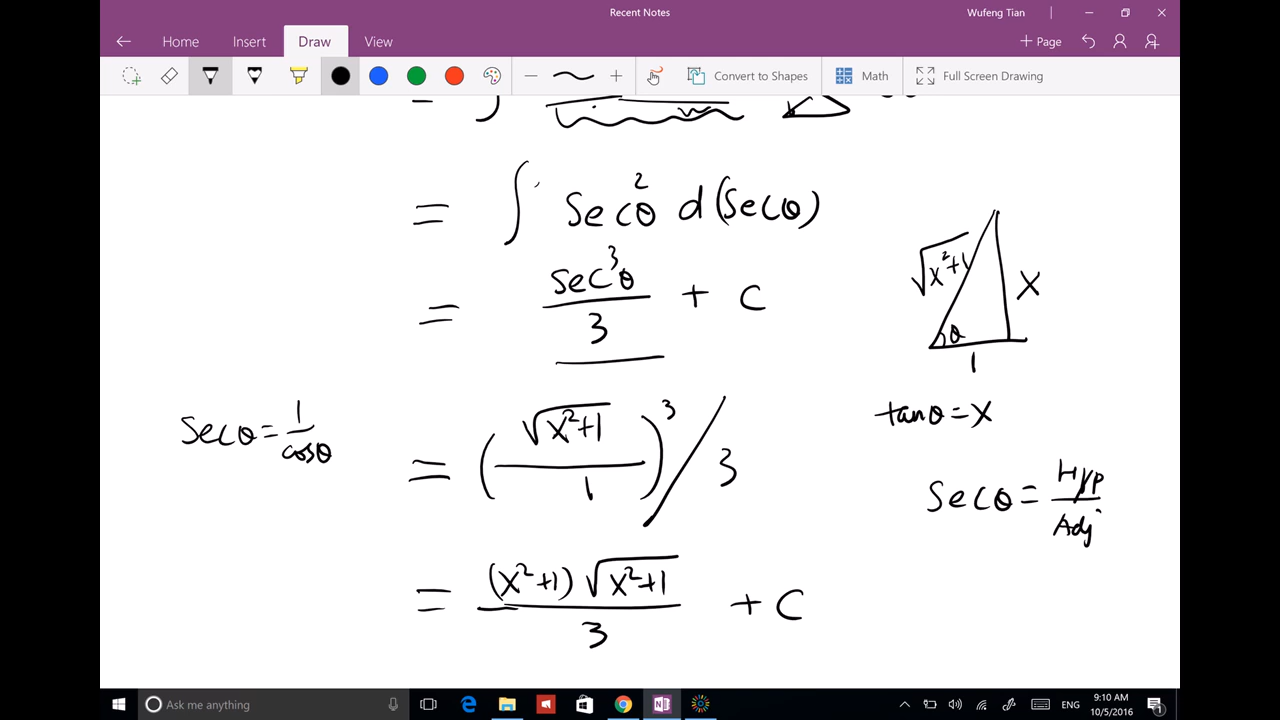 Recent Notes
Wufeng Tian
Home Insert Draw View
+ Page
Convert to Shapes Math Full Screen Drawing
= ∫
= ∫ Sec²θ d(Secθ)
= sec³θ / 3 + C
√x²+1
x
θ
1
tanθ = x
Secθ = 1/cosθ
= (√x²+1 / 1)³ / 3
Secθ = Hyp/Adj
= (x²+1) √x²+1 / 3 + C
Ask me anything
ENG
9:10 AM
10/5/2016
1